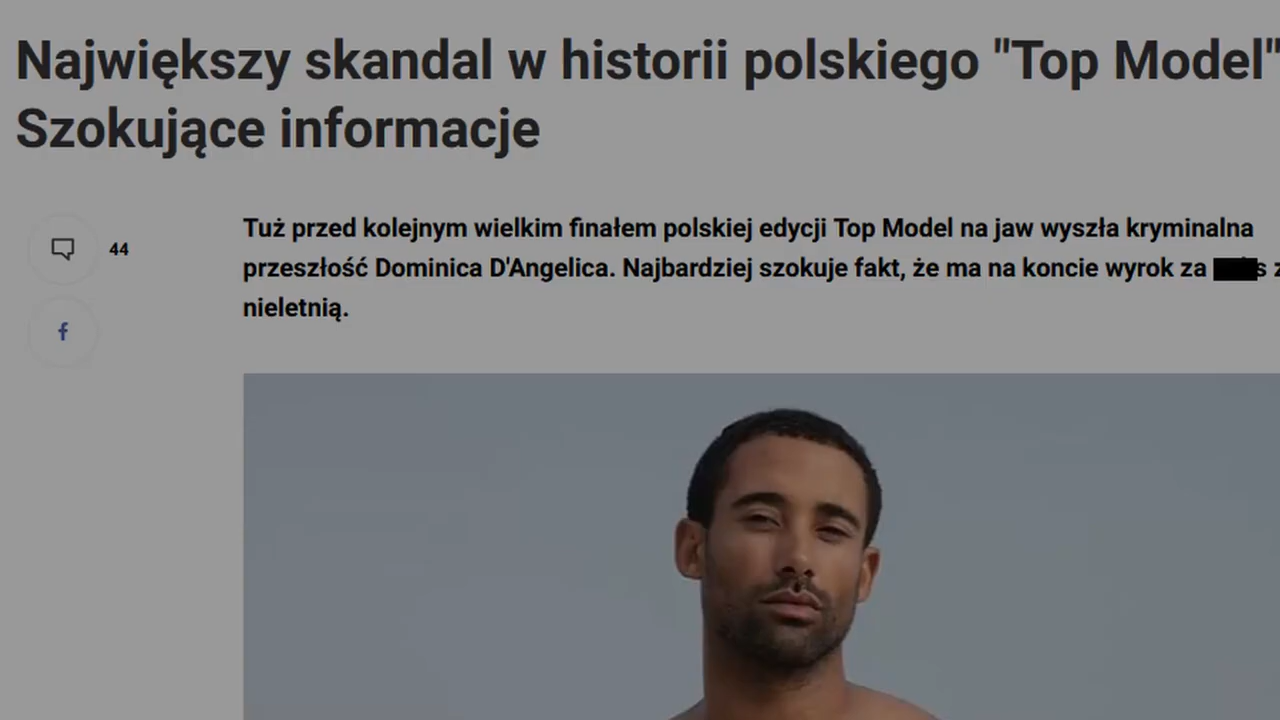 Największy skandal w historii polskiego "Top Model"
Szokujące informacje
44
Tuż przed kolejnym wielkim finałem polskiej edycji Top Model na jaw wyszła kryminalna
przeszłość Dominica D'Angelica. Najbardziej szokuje fakt, że ma na koncie wyrok za
nieletnią.